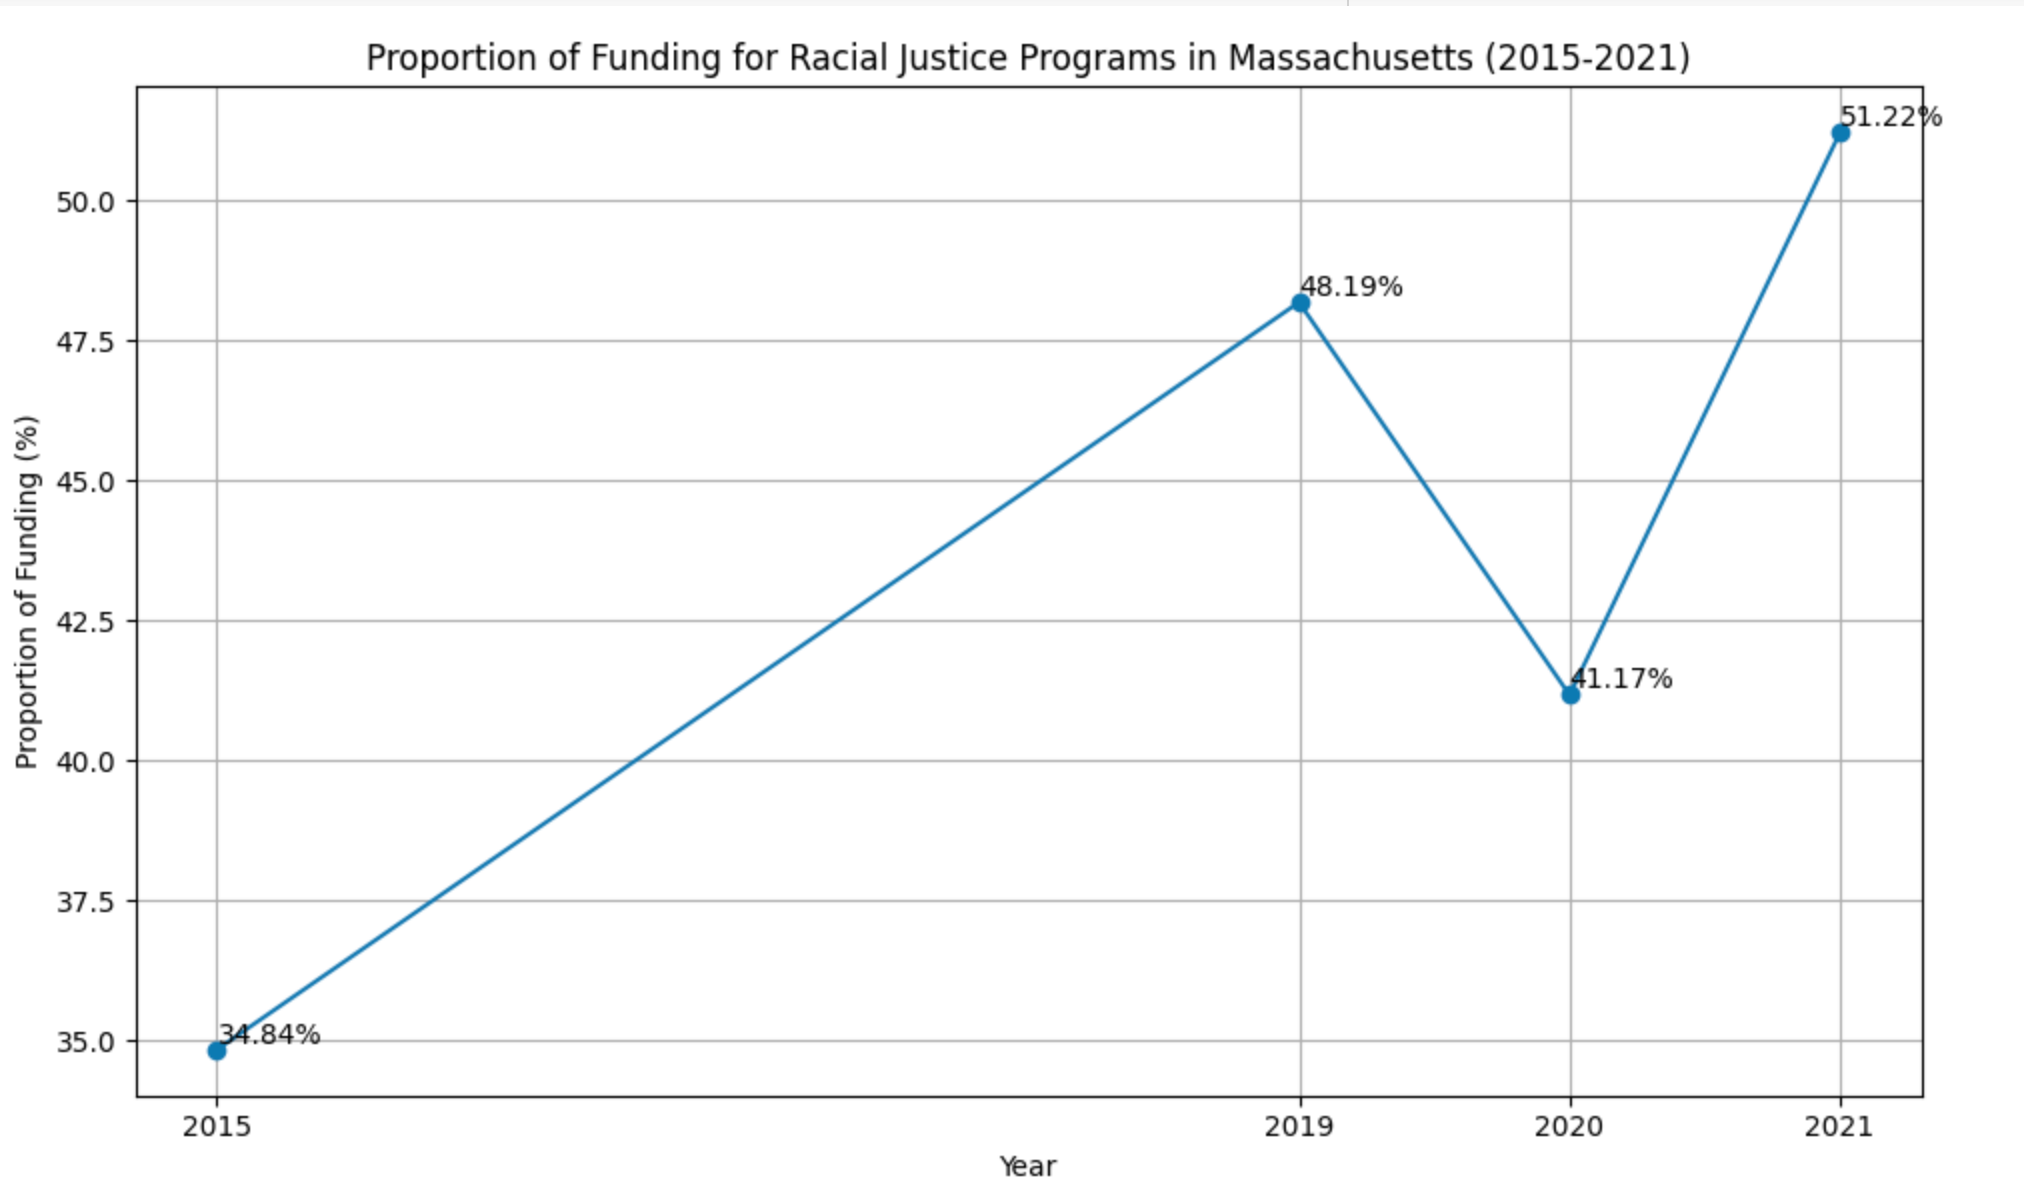 Proportion of Funding for Racial Justice Programs in Massachusetts (2015-2021)
51.22%
50.0
48.19%
47.5
45.0
42.5
41.17%
40.0
37.5
35.0
34.84%
Proportion of Funding (%)
2015 2019 2020 2021
Year